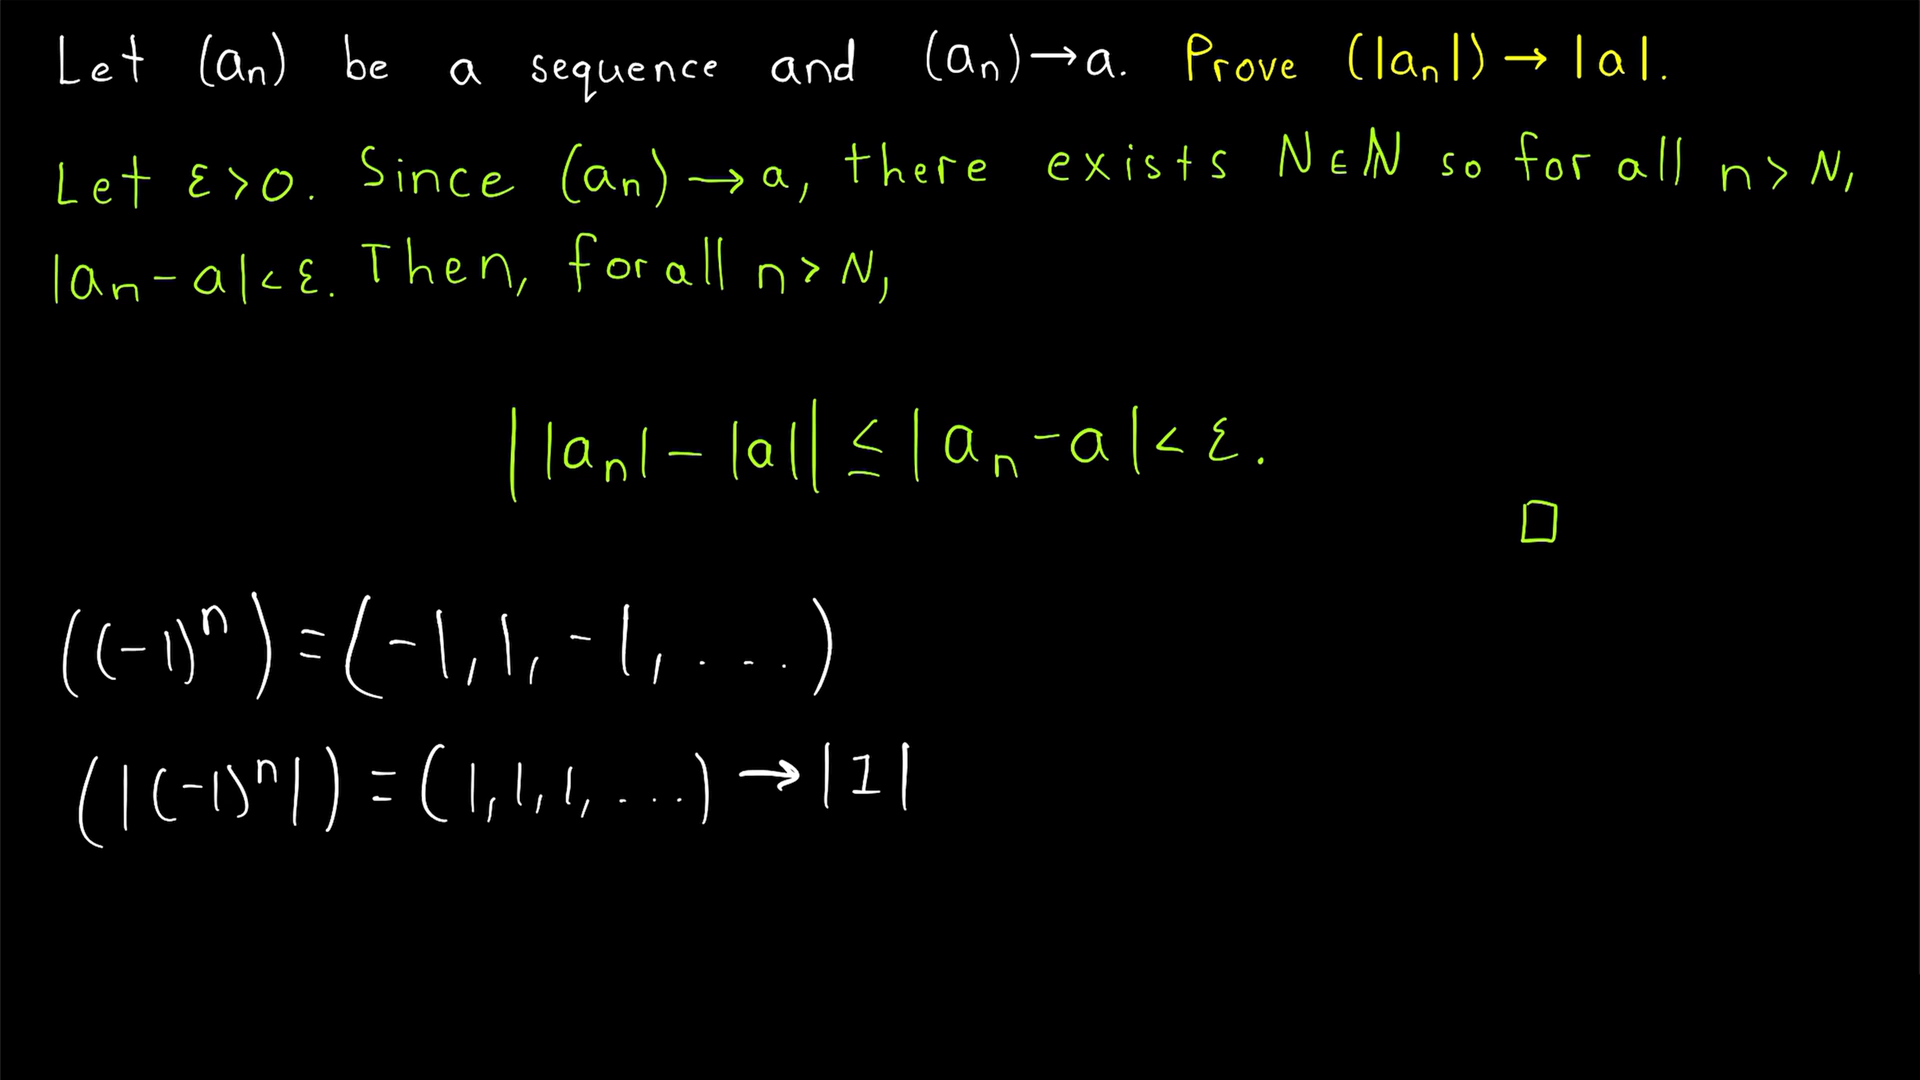 Let (aₙ) be a sequence and (aₙ)→a. Prove (|aₙ|)→|a|.
Let ε>0. Since (aₙ)→a, there exists N∈ℕ so for all n>N,
|aₙ-a|<ε. Then, for all n>N,
||aₙ|-|a||≤|aₙ-a|<ε.
□
((-1)ⁿ)=(-1,1,-1,...)
(|(-1)ⁿ|)=(1,1,1,...)→|1|